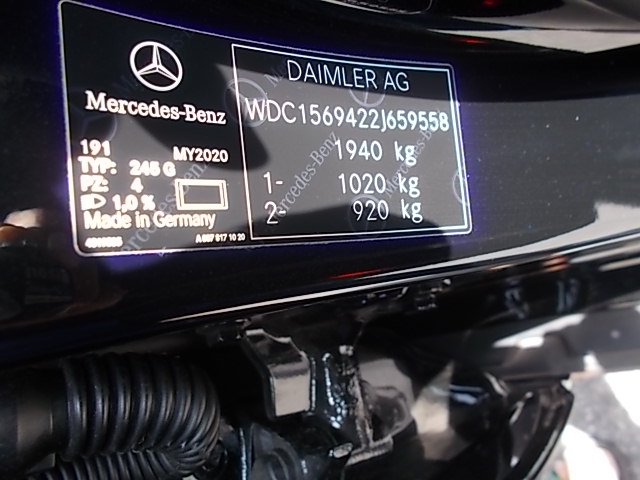 Mercedes-Benz
191 MY2020
TYP: 245 G
PZ: 4
1,0 %
Made in Germany
DAIMLER AG
WDC1569422J659558
1940 kg
1- 1020 kg
2- 920 kg